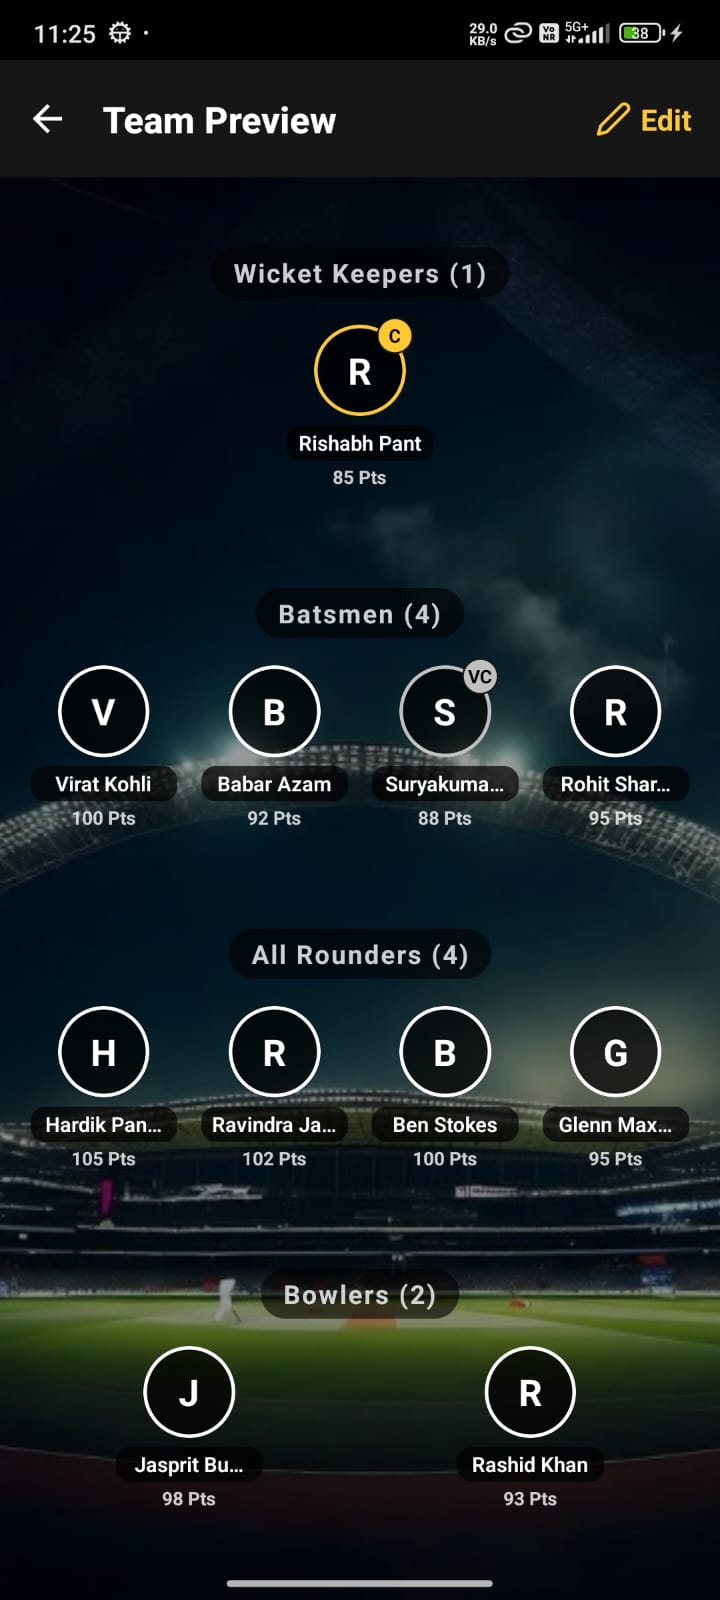 11:25
29.0 KB/s
Vo NR
5G+
38
Team Preview
Edit
Wicket Keepers (1)
C
R
Rishabh Pant
85 Pts
Batsmen (4)
VC
V B S R
Virat Kohli Babar Azam Suryakuma... Rohit Shar...
100 Pts 92 Pts 88 Pts 95 Pts
All Rounders (4)
H R B G
Hardik Pan... Ravindra Ja... Ben Stokes Glenn Max...
105 Pts 102 Pts 100 Pts 95 Pts
Bowlers (2)
J R
Jasprit Bu... Rashid Khan
98 Pts 93 Pts